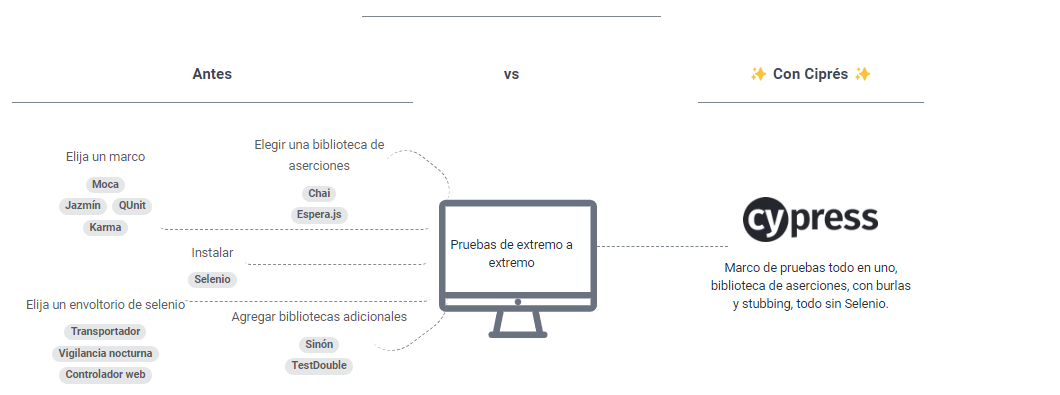 Antes
vs
✨ Con Ciprés ✨
Elija un marco
Moca
Jazmín QUnit
Karma
Elegir una biblioteca de
aserciones
Chai
Espera.js
Instalar
Selenio
Elija un envoltorio de selenio
Transportador
Vigilancia nocturna
Controlador web
Agregar bibliotecas adicionales
Sinón
TestDouble
Pruebas de extremo a
extremo
cypress
Marco de pruebas todo en uno,
biblioteca de aserciones, con burlas
y stubbing, todo sin Selenio.